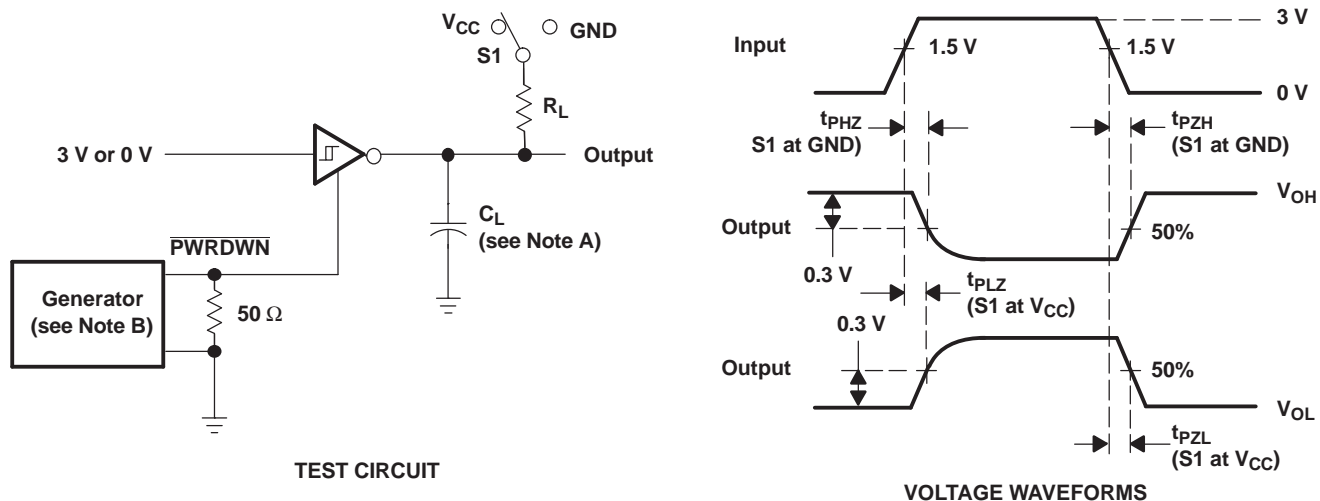 VCC
GND
S1
RL
3 V or 0 V
Output
CL
(see Note A)
PWRDWN
Generator
(see Note B)
50 Ω
TEST CIRCUIT
3 V
Input
1.5 V
1.5 V
0 V
tPHZ
S1 at GND)
tPZH
(S1 at GND)
VOH
Output
50%
0.3 V
tPLZ
(S1 at VCC)
0.3 V
Output
50%
VOL
tPZL
(S1 at VCC)
VOLTAGE WAVEFORMS